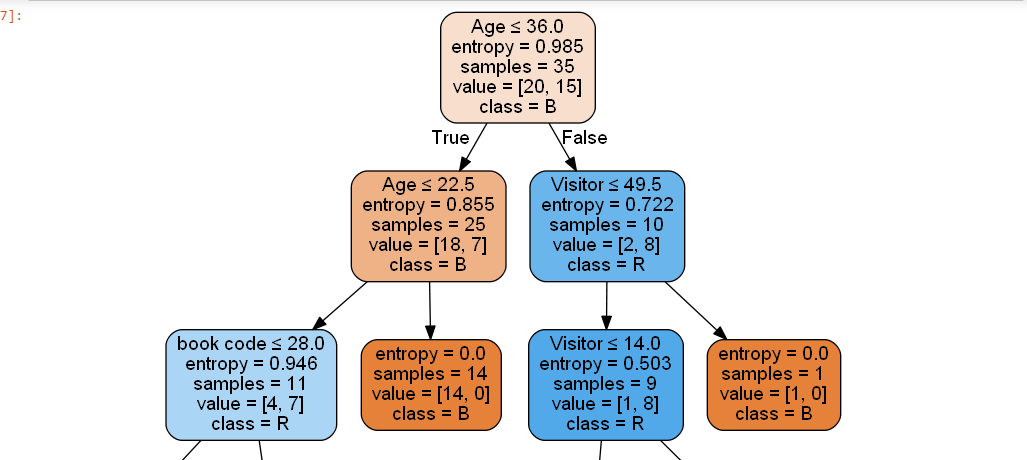 7]:
Age ≤ 36.0
entropy = 0.985
samples = 35
value = [20, 15]
class = B
True
False
Age ≤ 22.5
entropy = 0.855
samples = 25
value = [18, 7]
class = B
Visitor ≤ 49.5
entropy = 0.722
samples = 10
value = [2, 8]
class = R
book code ≤ 28.0
entropy = 0.946
samples = 11
value = [4, 7]
class = R
entropy = 0.0
samples = 14
value = [14, 0]
class = B
Visitor ≤ 14.0
entropy = 0.503
samples = 9
value = [1, 8]
class = R
entropy = 0.0
samples = 1
value = [1, 0]
class = B